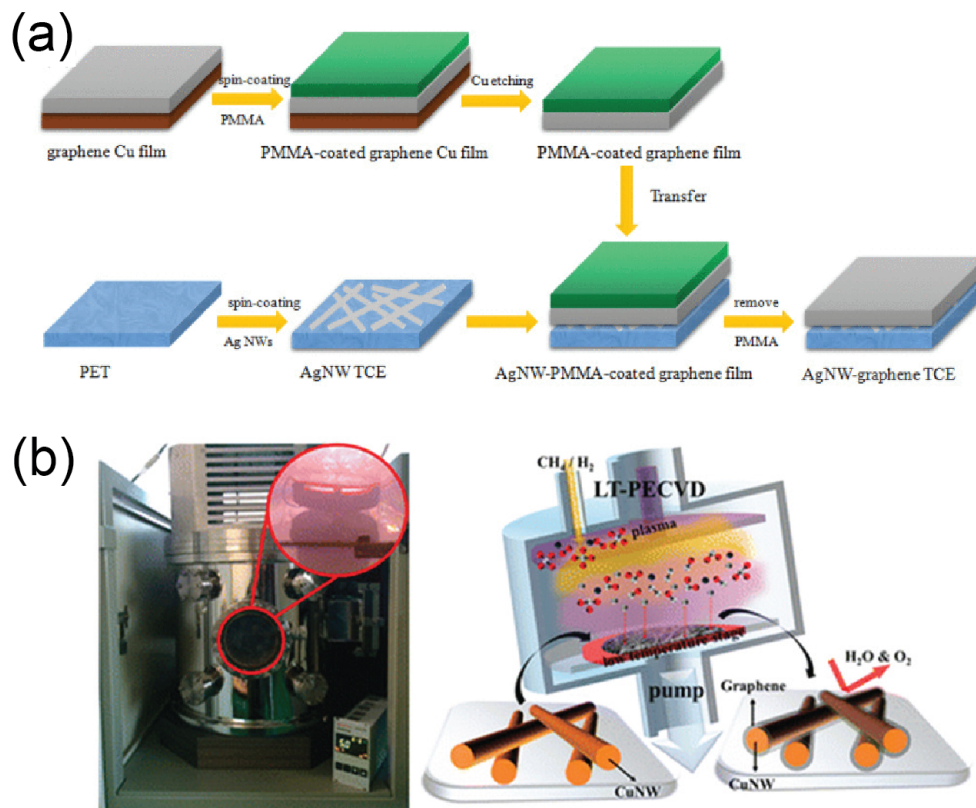 (a)
spin-coating
PMMA
Cu etching
graphene Cu film
PMMA-coated graphene Cu film
PMMA-coated graphene film
Transfer
spin-coating
Ag NWs
remove
PMMA
PET
AgNW TCE
AgNW-PMMA-coated graphene film
AgNW-graphene TCE
(b)
CH4 / H2
LT-PECVD
plasma
low temperature stage
pump
H2O & O2
Graphene
CuNW
CuNW